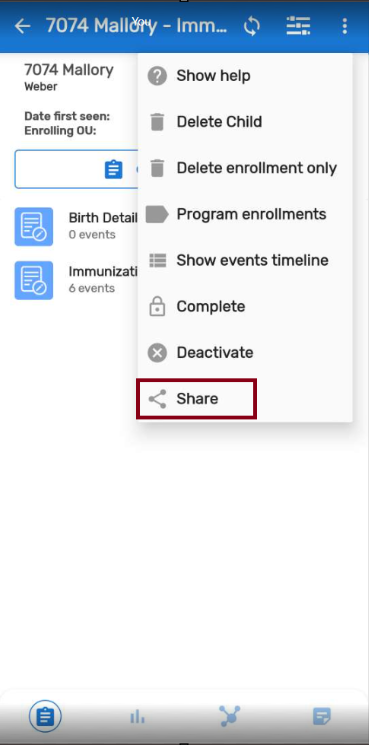 7074 Mallory - Imm...
You
7074 Mallory
Weber
Date first seen:
Enrolling OU:
Birth Detail
0 events
Immunizati
6 events
Show help
Delete Child
Delete enrollment only
Program enrollments
Show events timeline
Complete
Deactivate
Share